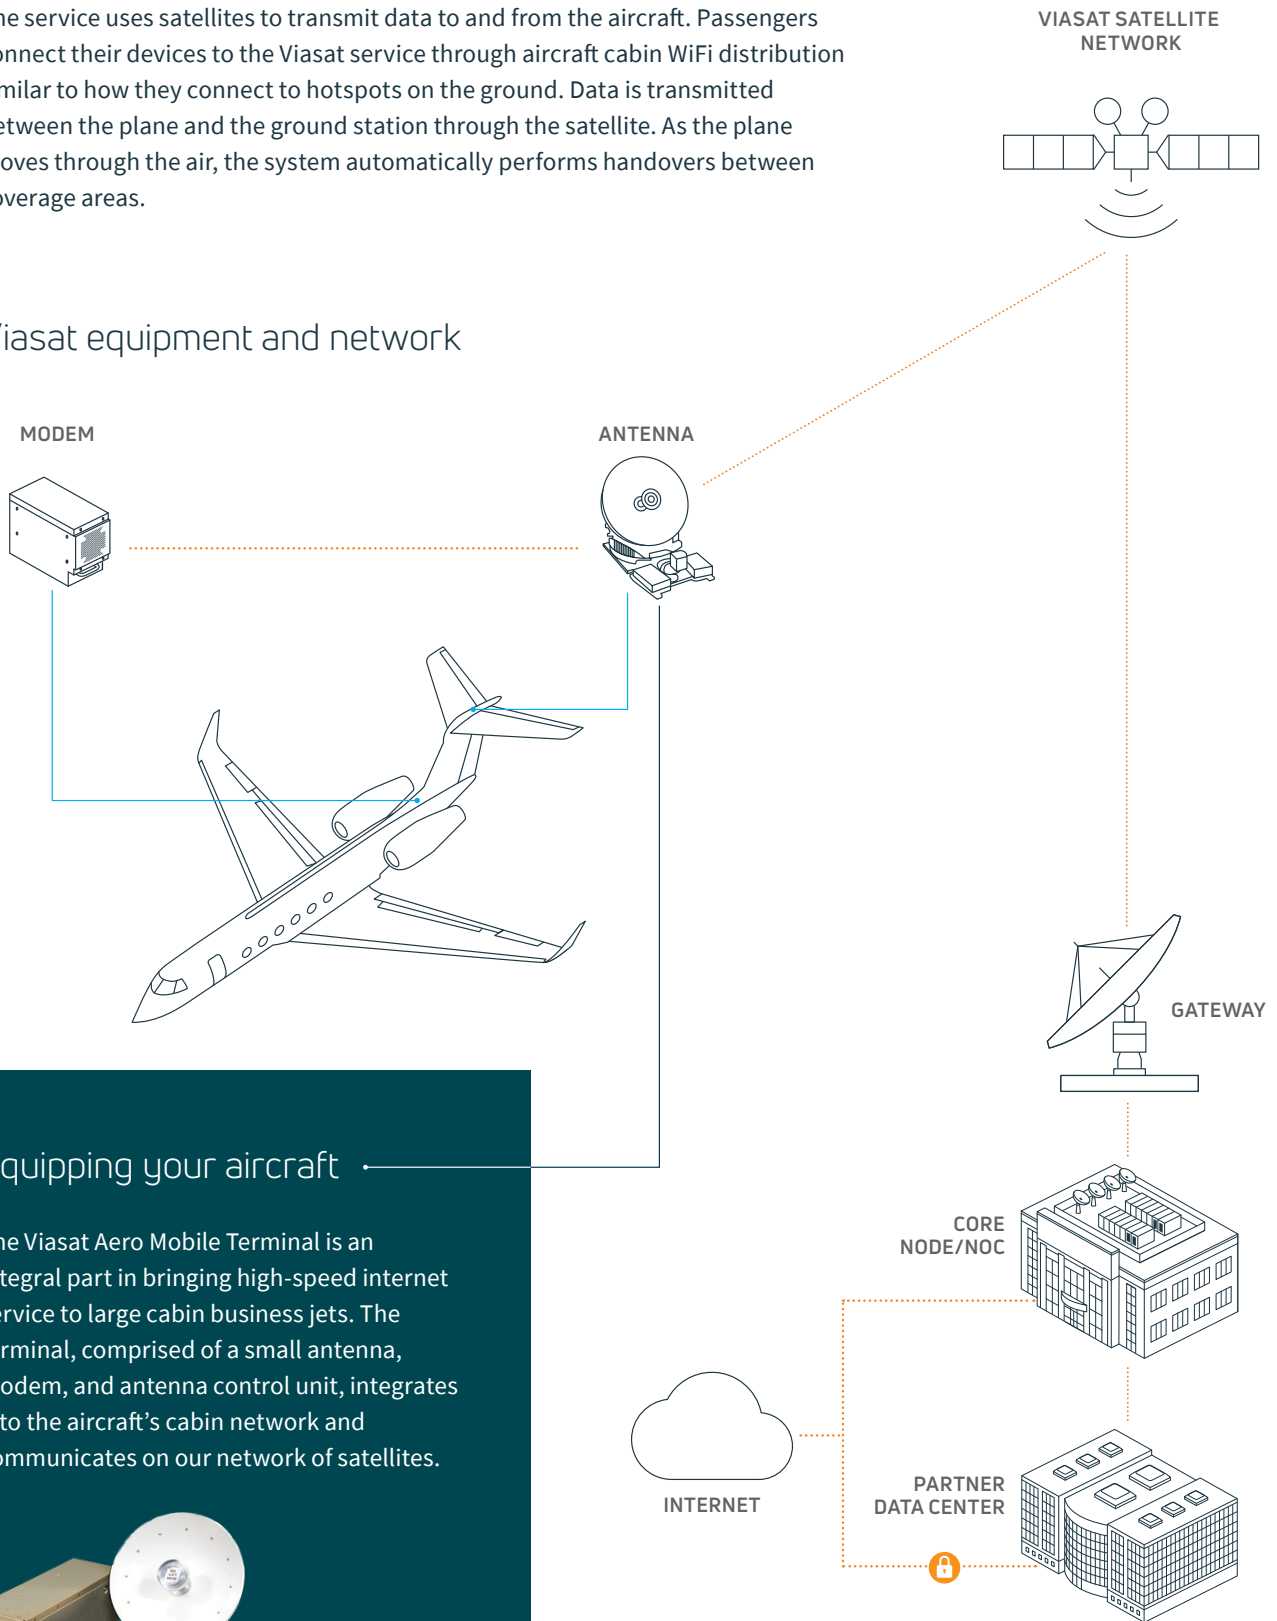 he service uses satellites to transmit data to and from the aircraft. Passengers
onnect their devices to the Viasat service through aircraft cabin WiFi distribution
milar to how they connect to hotspots on the ground. Data is transmitted
etween the plane and the ground station through the satellite. As the plane
oves through the air, the system automatically performs handovers between
overage areas.
VIASAT SATELLITE
NETWORK
iasat equipment and network
MODEM
ANTENNA
GATEWAY
quipping your aircraft
he Viasat Aero Mobile Terminal is an
tegral part in bringing high-speed internet
ervice to large cabin business jets. The
rminal, comprised of a small antenna,
odem, and antenna control unit, integrates
to the aircraft’s cabin network and
ommunicates on our network of satellites.
CORE
NODE/NOC
INTERNET
PARTNER
DATA CENTER